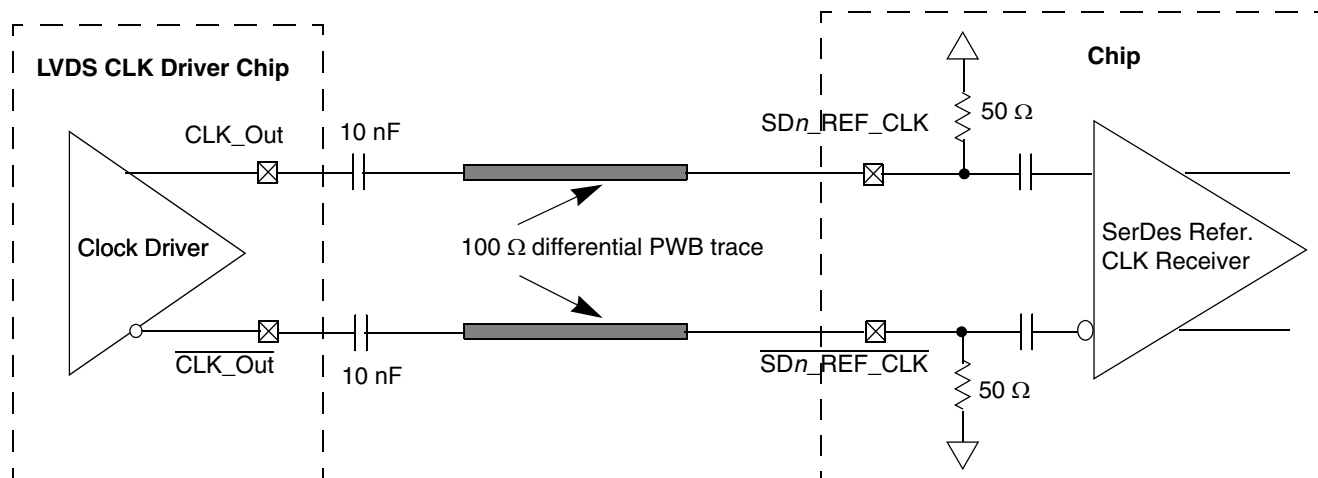 LVDS CLK Driver Chip
Chip
CLK_Out
10 nF
SDn_REF_CLK
50 Ω
Clock Driver
100 Ω differential PWB trace
SerDes Refer.
CLK Receiver
CLK_Out
10 nF
SDn_REF_CLK
50 Ω